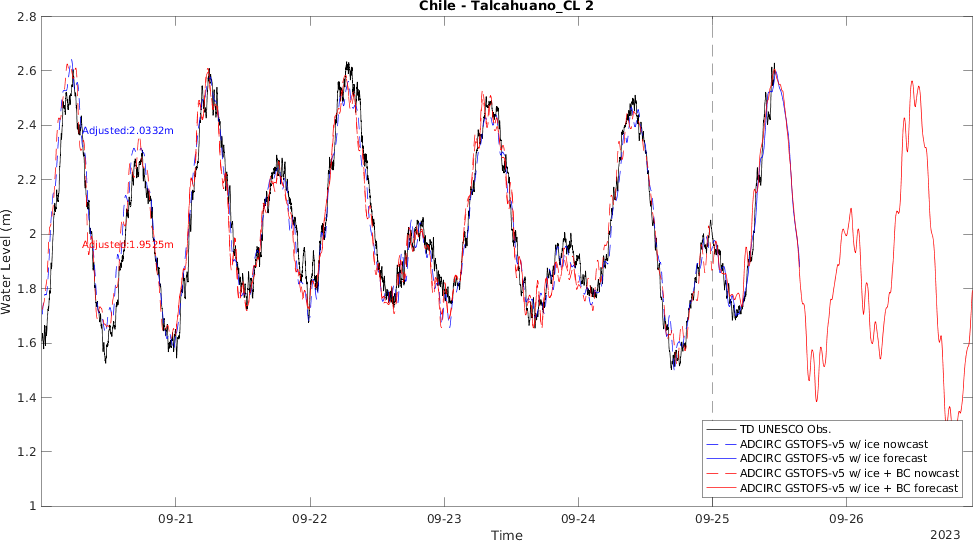 Chile - Talcahuano_CL 2
2.8
2.6
2.4
2.2
2
1.8
1.6
1.4
1.2
1
Water Level (m)
Adjusted:2.0332m
Adjusted:1.9525m
TD UNESCO Obs.
ADCIRC GSTOFS-v5 w/ ice nowcast
ADCIRC GSTOFS-v5 w/ ice forecast
ADCIRC GSTOFS-v5 w/ ice + BC nowcast
ADCIRC GSTOFS-v5 w/ ice + BC forecast
09-21 09-22 09-23 09-24 09-25 09-26
Time
2023